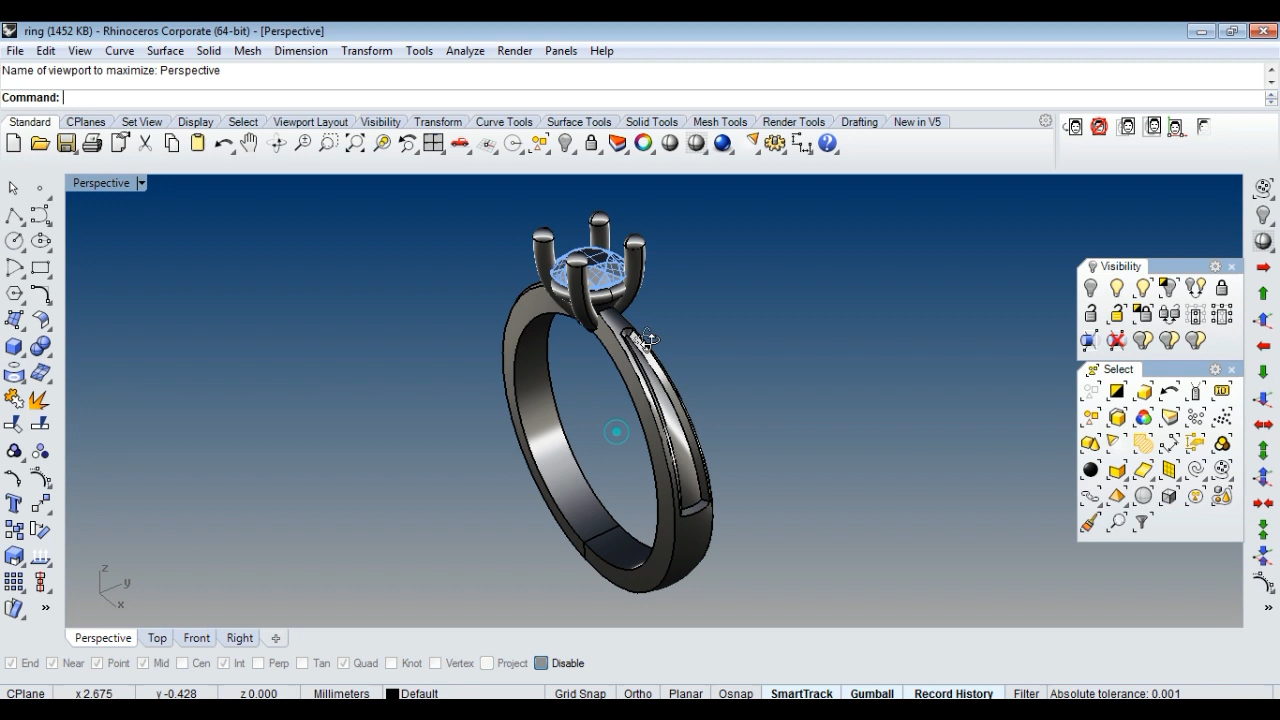 ring (1452 KB) - Rhinoceros Corporate (64-bit) - [Perspective]
File Edit View Curve Surface Solid Mesh Dimension Transform Tools Analyze Render Panels Help
Name of viewport to maximize: Perspective
Command:
Standard CPlanes Set View Display Select Viewport Layout Visibility Transform Curve Tools Surface Tools Solid Tools Mesh Tools Render Tools Drafting New in V5
Perspective
Visibility
Select
z
y
x
Perspective Top Front Right
End Near Point Mid Cen Int Perp Tan Quad Knot Vertex Project Disable
CPlane x 2.675 y -0.428 z 0.000 Millimeters Default Grid Snap Ortho Planar Osnap SmartTrack Gumball Record History Filter Absolute tolerance: 0.001